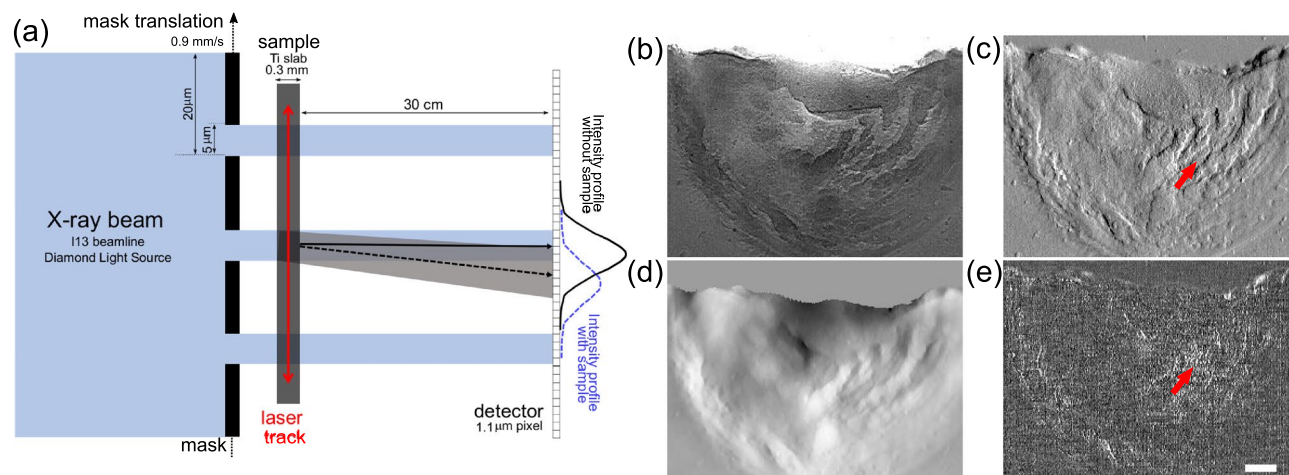 (a)
mask translation
0.9 mm/s
sample
Ti slab
0.3 mm
20μm
5 μm
30 cm
X-ray beam
I13 beamline
Diamond Light Source
Intensity profile
without sample
Intensity profile
with sample
laser
track
detector
1.1μm pixel
mask
(b)
(c)
(d)
(e)